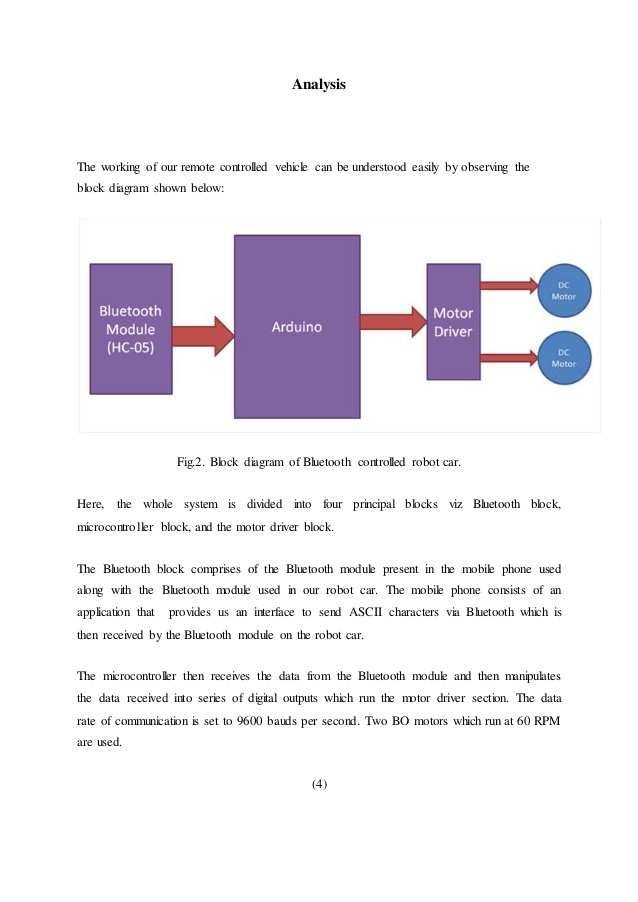 Analysis
The working of our remote controlled vehicle can be understood easily by observing the
block diagram shown below:
Bluetooth
Module
(HC-05)
Arduino
Motor
Driver
DC
Motor
DC
Motor
Fig.2. Block diagram of Bluetooth controlled robot car.
Here, the whole system is divided into four principal blocks viz Bluetooth block,
microcontroller block, and the motor driver block.
The Bluetooth block comprises of the Bluetooth module present in the mobile phone used
along with the Bluetooth module used in our robot car. The mobile phone consists of an
application that provides us an interface to send ASCII characters via Bluetooth which is
then received by the Bluetooth module on the robot car.
The microcontroller then receives the data from the Bluetooth module and then manipulates
the data received into series of digital outputs which run the motor driver section. The data
rate of communication is set to 9600 bauds per second. Two BO motors which run at 60 RPM
are used.
(4)